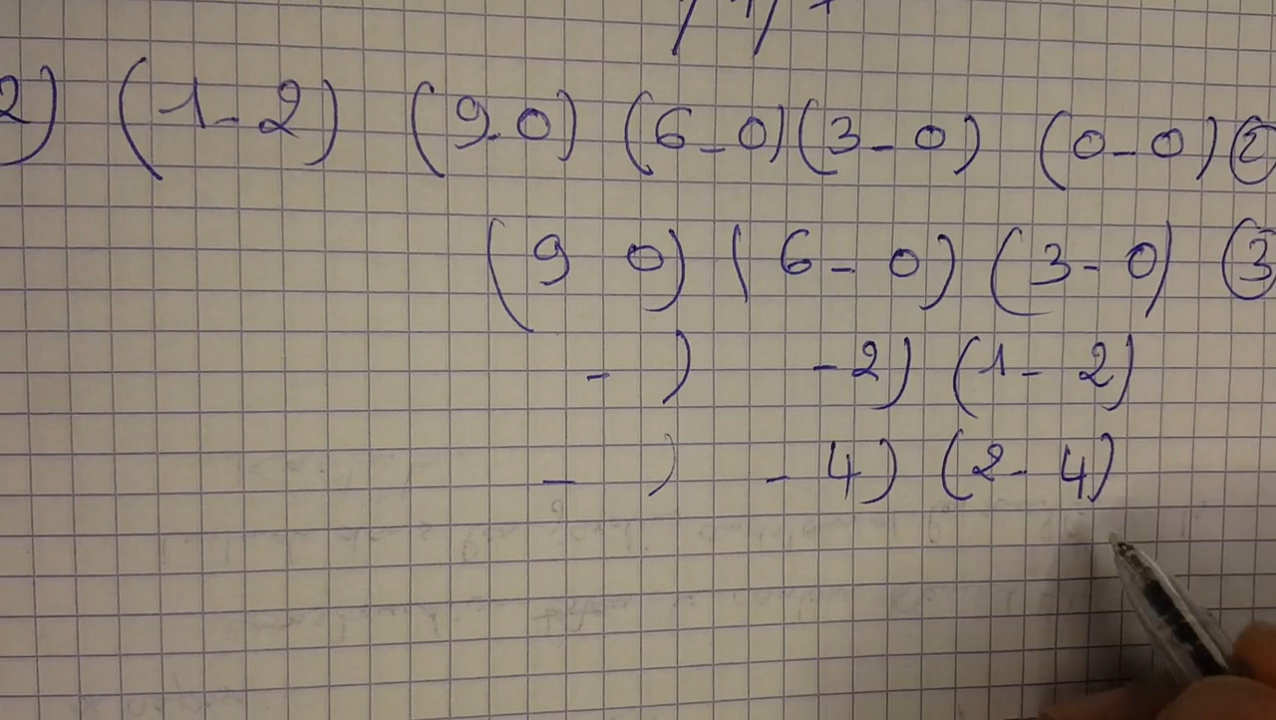 2) (1-2) (9-0) (6-0) (3-0) (0-0) ②
(9 0) ( 6-0) (3-0) ③
-) -2) (1-2)
-) -4) (2-4)